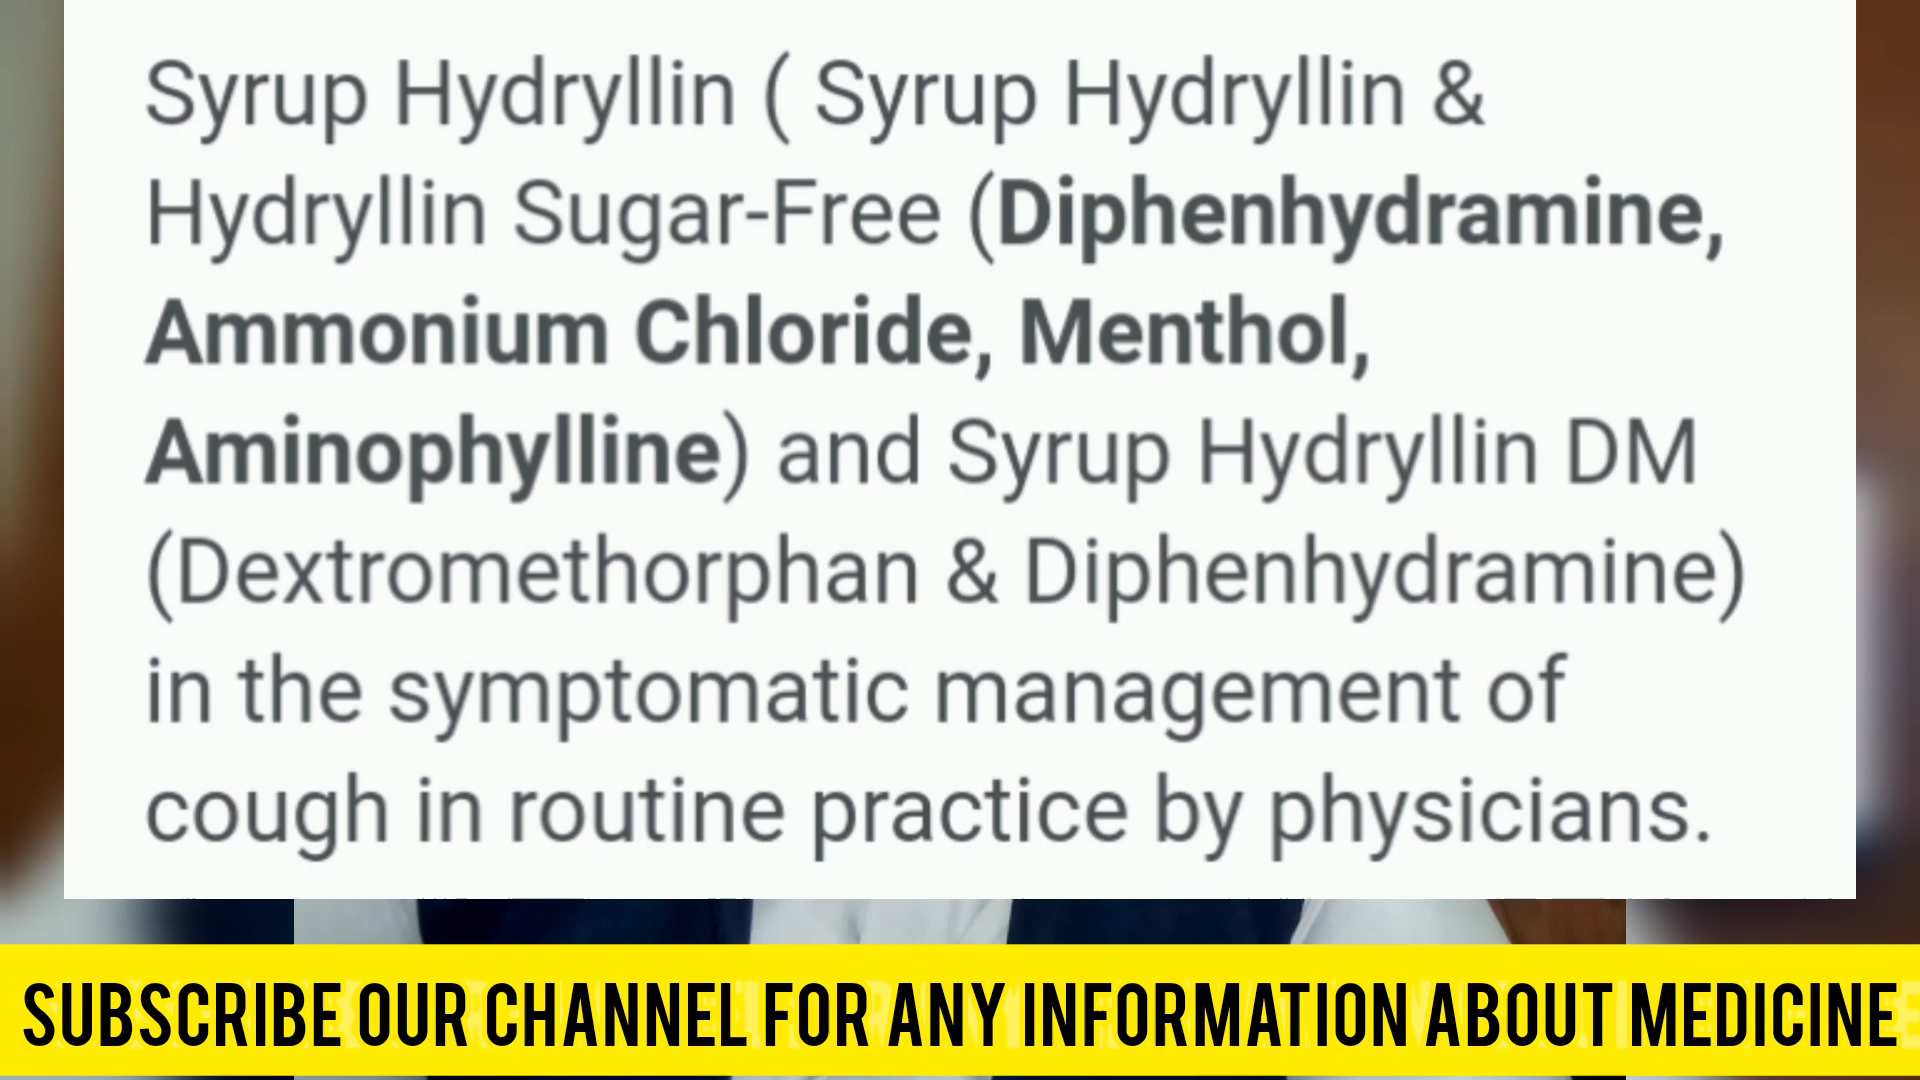 Syrup Hydryllin ( Syrup Hydryllin &
Hydryllin Sugar-Free (Diphenhydramine,
Ammonium Chloride, Menthol,
Aminophylline) and Syrup Hydryllin DM
(Dextromethorphan & Diphenhydramine)
in the symptomatic management of
cough in routine practice by physicians.
SUBSCRIBE OUR CHANNEL FOR ANY INFORMATION ABOUT MEDICINE